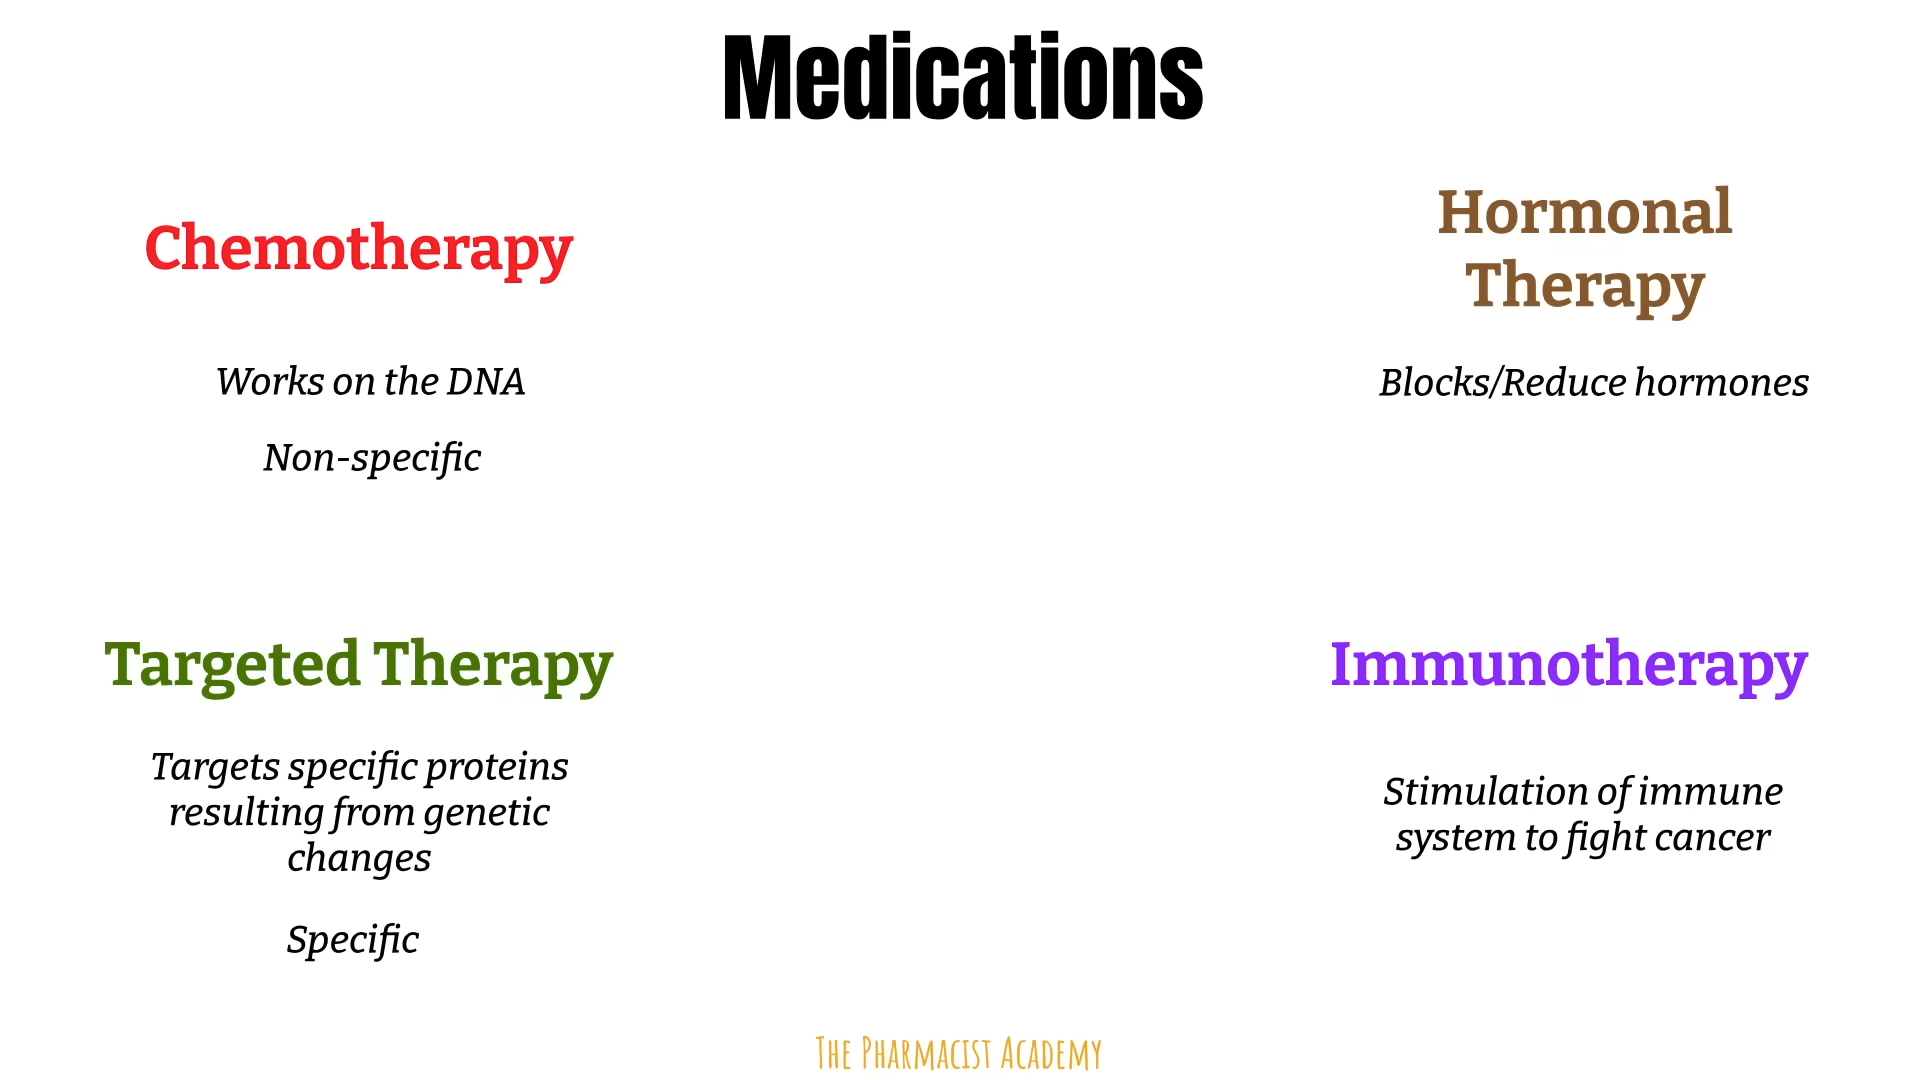 Medications
Chemotherapy
Works on the DNA
Non-specific
Hormonal
Therapy
Blocks/Reduce hormones
Targeted Therapy
Targets specific proteins
resulting from genetic
changes
Specific
Immunotherapy
Stimulation of immune
system to fight cancer
The Pharmacist Academy